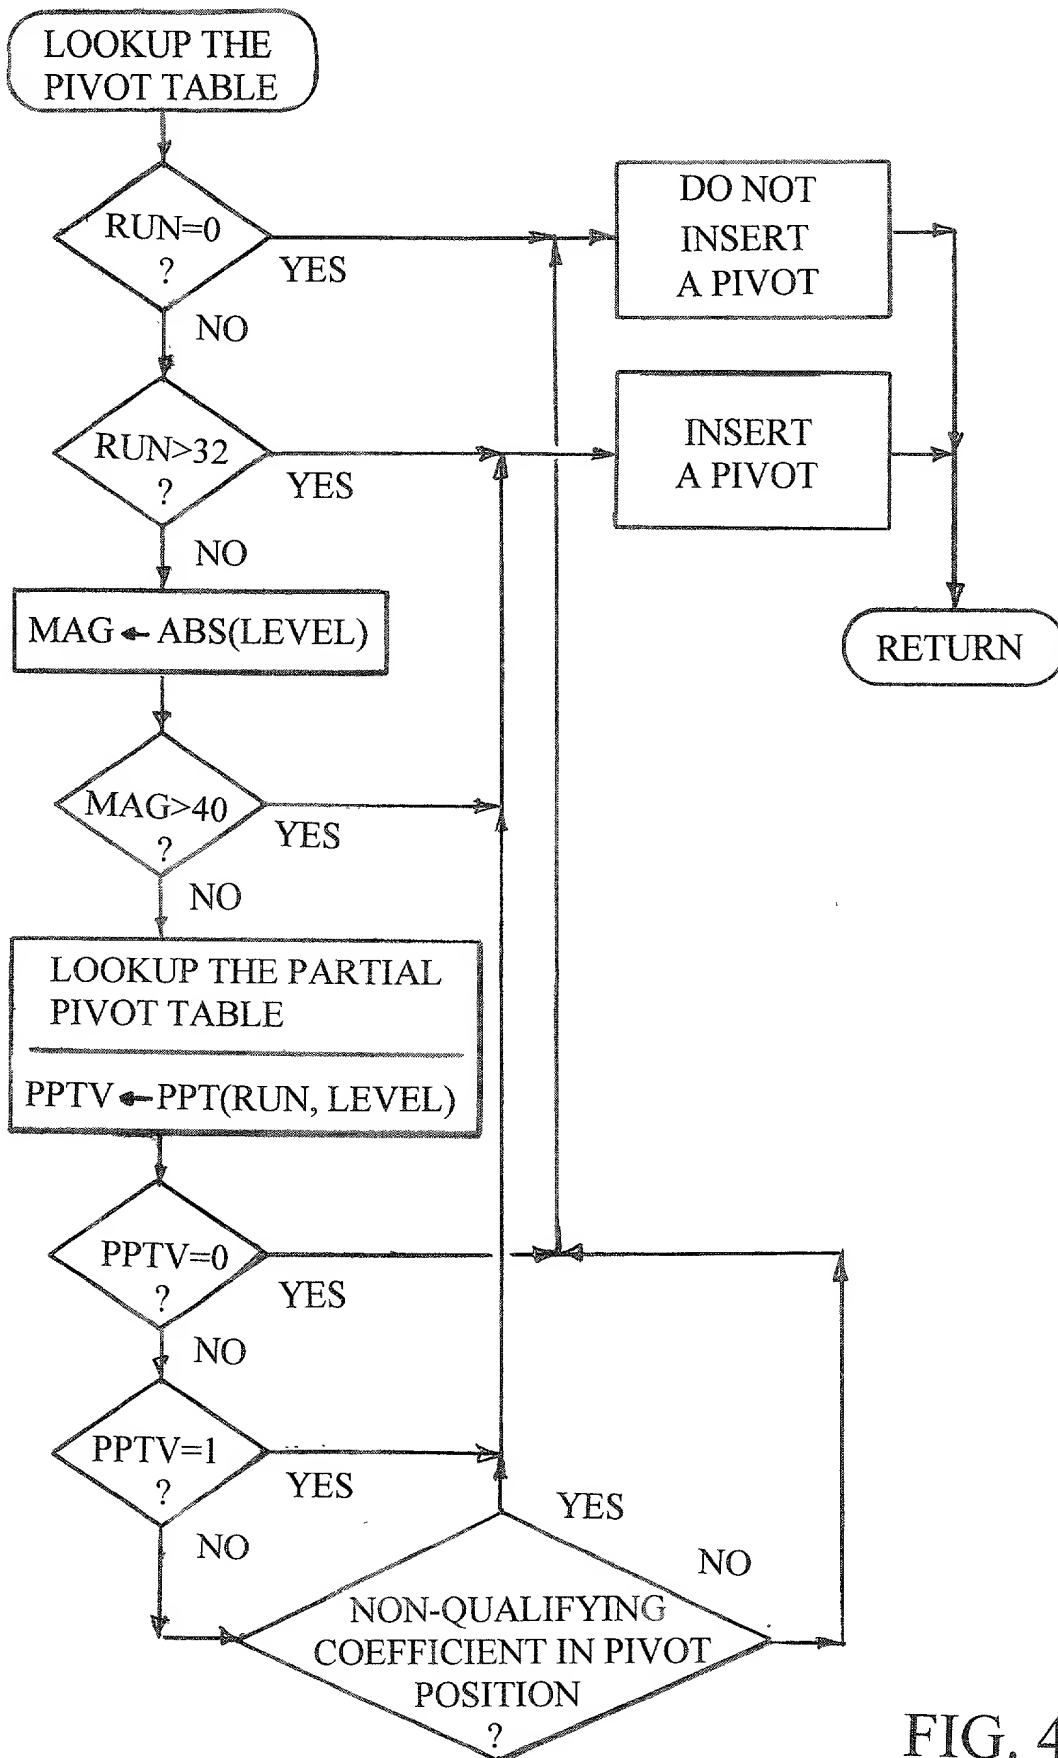 LOOKUP THE
PIVOT TABLE
RUN=0
?
YES
NO
DO NOT
INSERT
A PIVOT
RUN>32
?
YES
NO
INSERT
A PIVOT
MAG ← ABS(LEVEL)
RETURN
MAG>40
?
YES
NO
LOOKUP THE PARTIAL
PIVOT TABLE
PPTV ← PPT(RUN, LEVEL)
PPTV=0
?
YES
NO
PPTV=1
?
YES
NO
YES
NO
NON-QUALIFYING
COEFFICIENT IN PIVOT
POSITION
?
FIG. 4